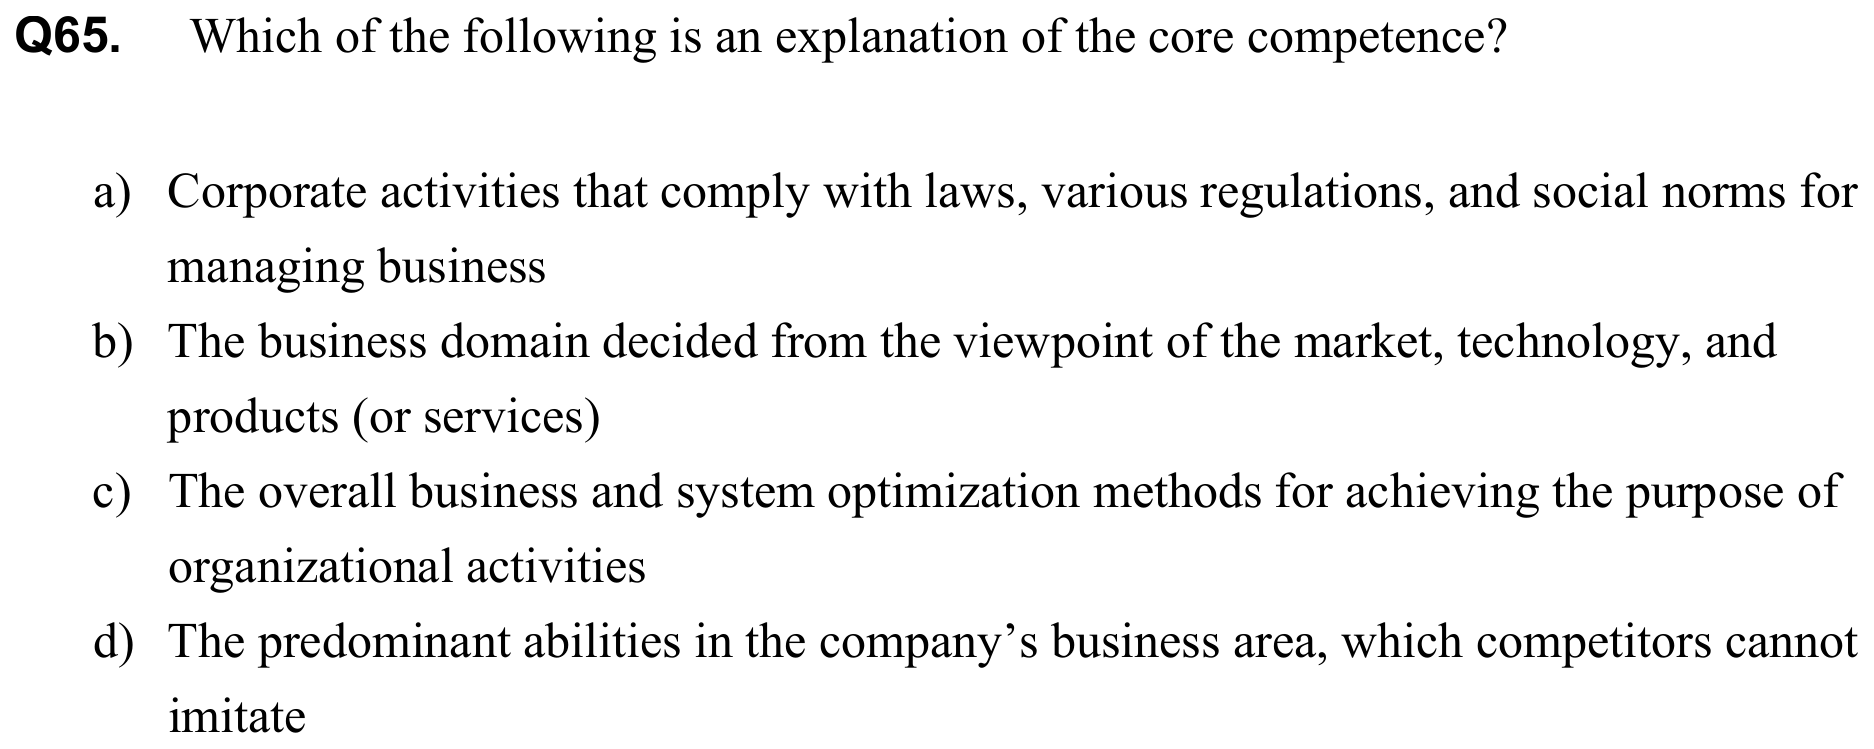 Q65. Which of the following is an explanation of the core competence?
a) Corporate activities that comply with laws, various regulations, and social norms for
managing business
b) The business domain decided from the viewpoint of the market, technology, and
products (or services)
c) The overall business and system optimization methods for achieving the purpose of
organizational activities
d) The predominant abilities in the company’s business area, which competitors cannot
imitate